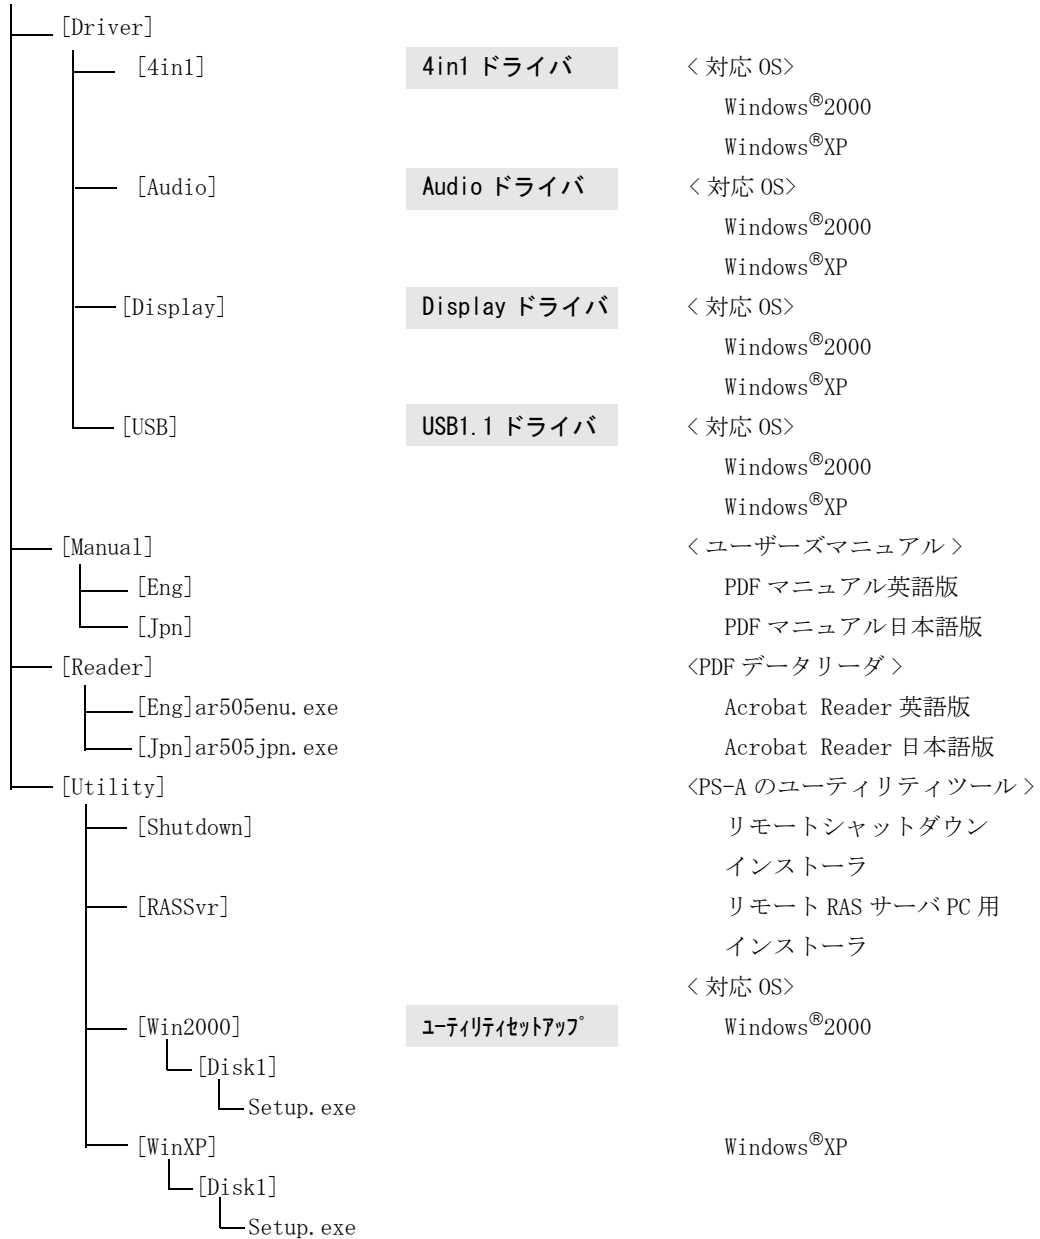 [Driver]
[4in1] 4in1 ドライバ < 対応 OS>
Windows®2000
Windows®XP
[Audio] Audio ドライバ < 対応 OS>
Windows®2000
Windows®XP
[Display] Display ドライバ < 対応 OS>
Windows®2000
Windows®XP
[USB] USB1.1 ドライバ < 対応 OS>
Windows®2000
Windows®XP
[Manual] < ユーザーズマニュアル >
[Eng] PDF マニュアル英語版
[Jpn] PDF マニュアル日本語版
[Reader] <PDF データリーダ >
[Eng]ar505enu.exe Acrobat Reader 英語版
[Jpn]ar505jpn.exe Acrobat Reader 日本語版
[Utility] <PS-A のユーティリティツール >
[Shutdown] リモートシャットダウン
インストーラ
[RASSvr] リモート RAS サーバ PC 用
インストーラ
< 対応 OS>
[Win2000] ﾕｰﾃｨﾘﾃｨｾｯﾄｱｯﾌﾟ Windows®2000
[Disk1]
Setup.exe
[WinXP] Windows®XP
[Disk1]
Setup.exe